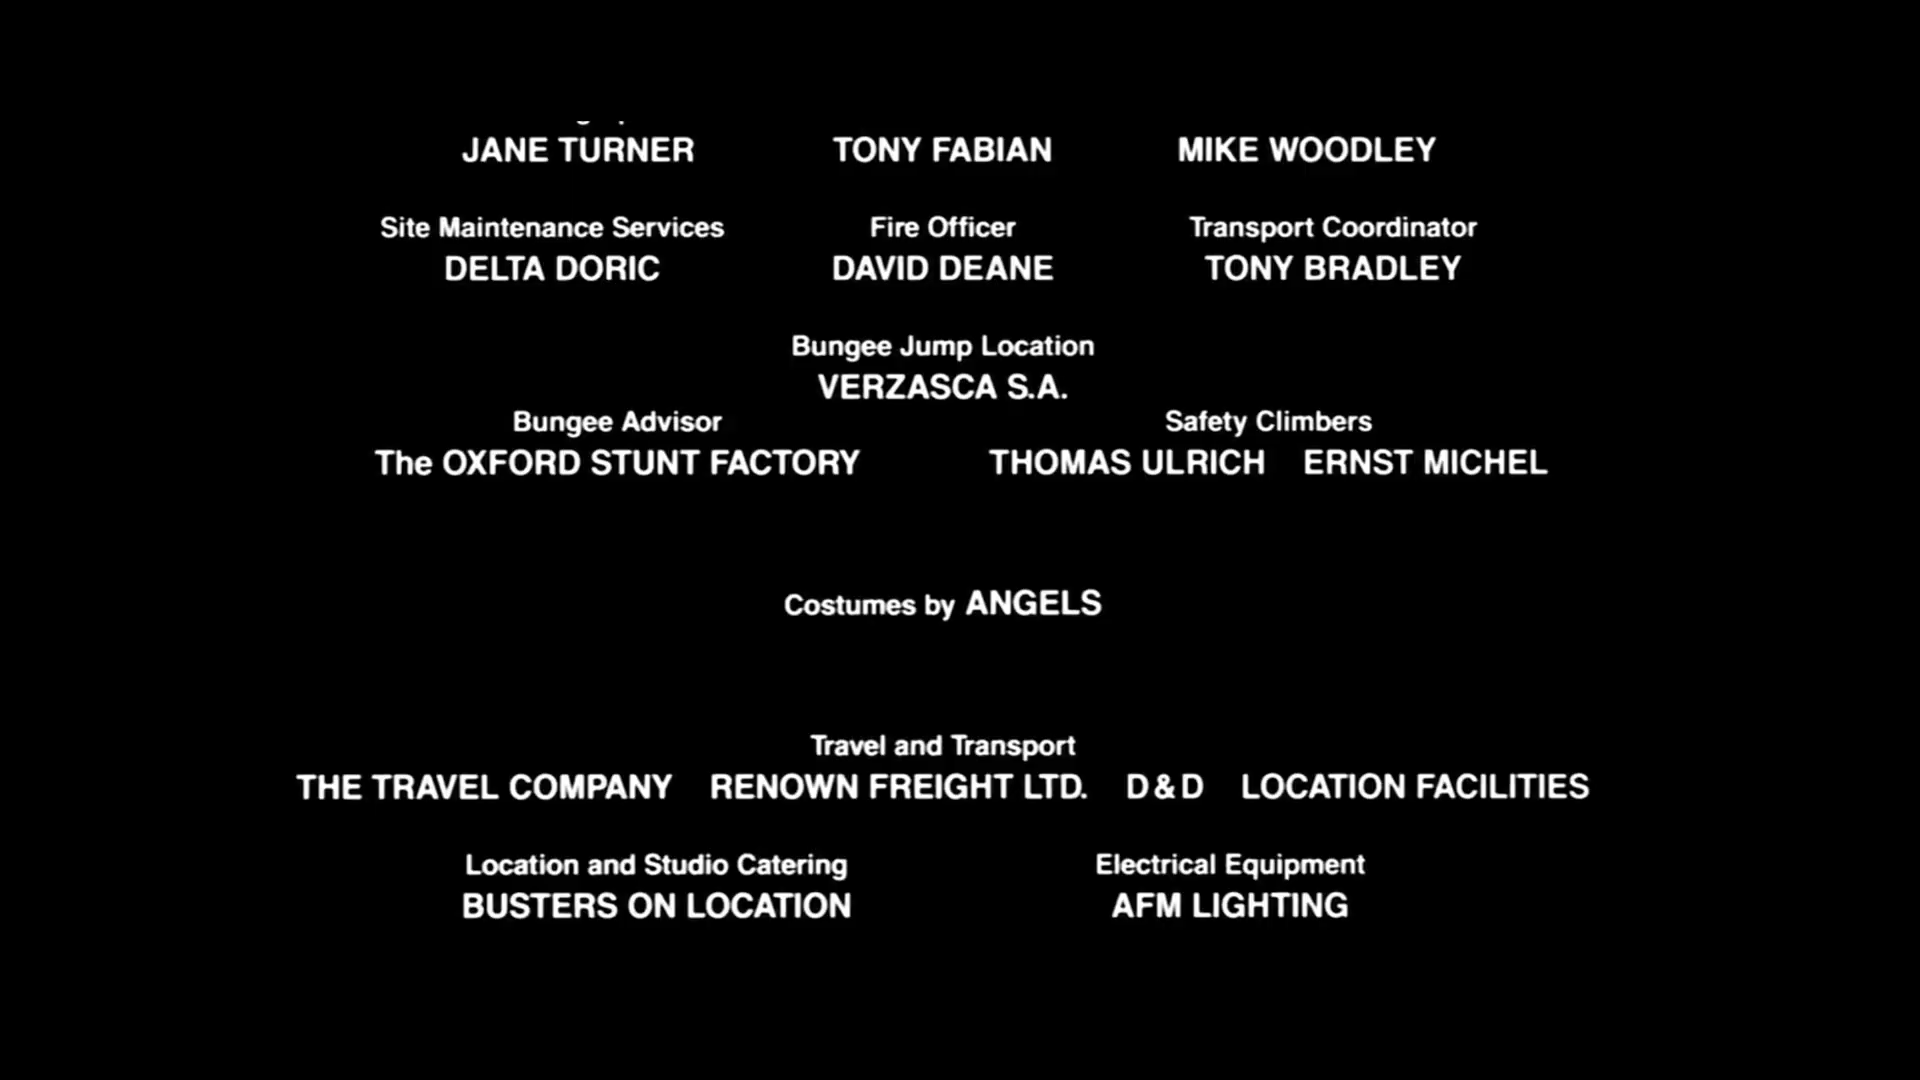 JANE TURNER TONY FABIAN MIKE WOODLEY
Site Maintenance Services Fire Officer Transport Coordinator
DELTA DORIC DAVID DEANE TONY BRADLEY
Bungee Jump Location
VERZASCA S.A.
Bungee Advisor Safety Climbers
The OXFORD STUNT FACTORY THOMAS ULRICH ERNST MICHEL
Costumes by ANGELS
Travel and Transport
THE TRAVEL COMPANY RENOWN FREIGHT LTD. D & D LOCATION FACILITIES
Location and Studio Catering Electrical Equipment
BUSTERS ON LOCATION AFM LIGHTING